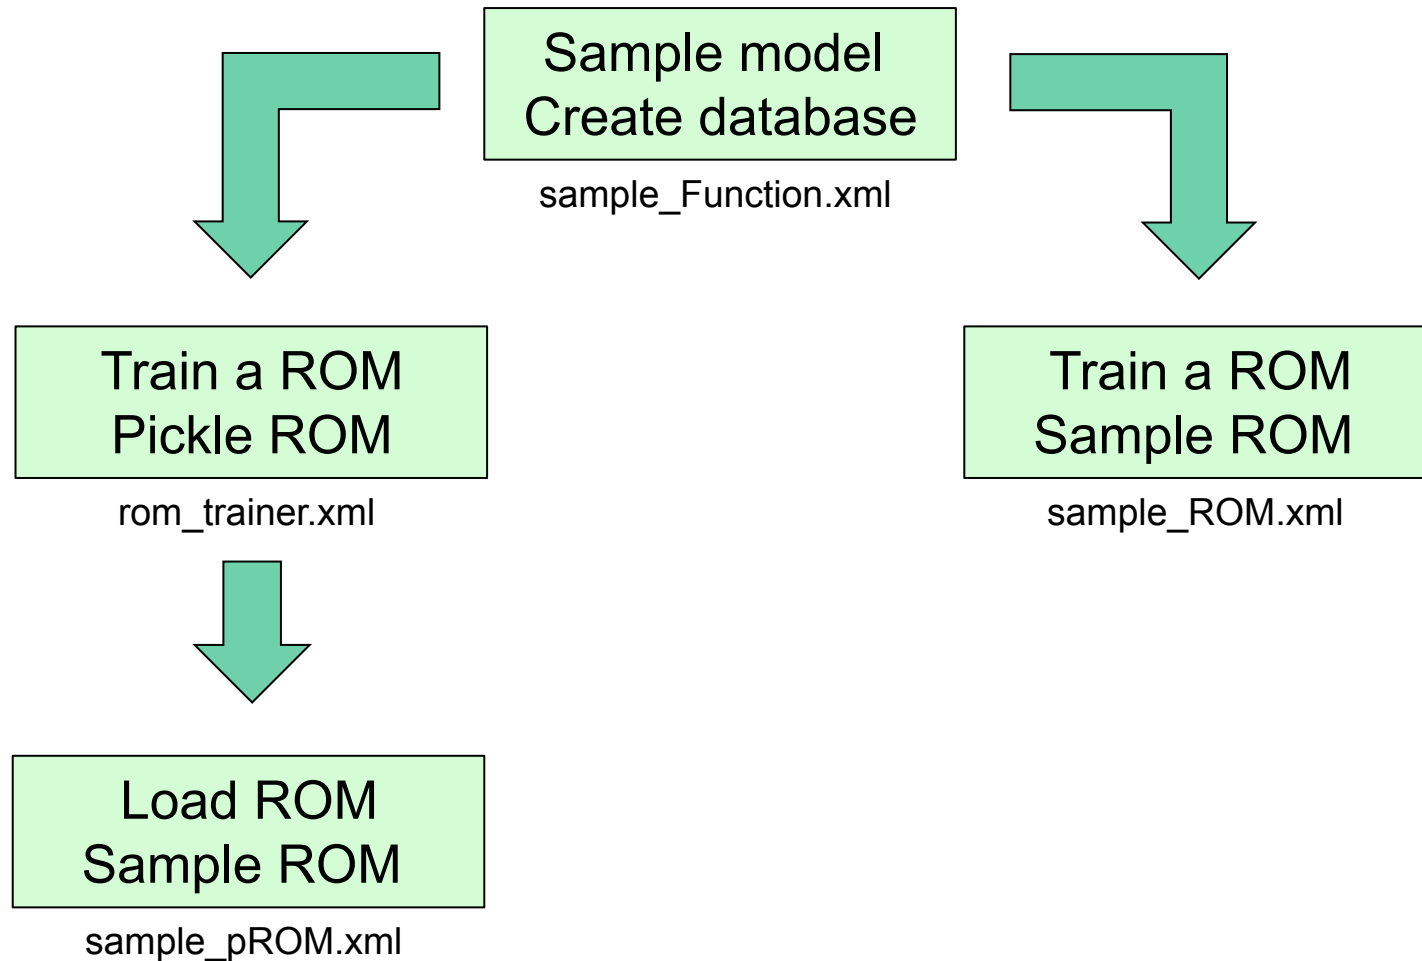 Sample model
Create database
sample_Function.xml
Train a ROM
Pickle ROM
rom_trainer.xml
Train a ROM
Sample ROM
sample_ROM.xml
Load ROM
Sample ROM
sample_pROM.xml